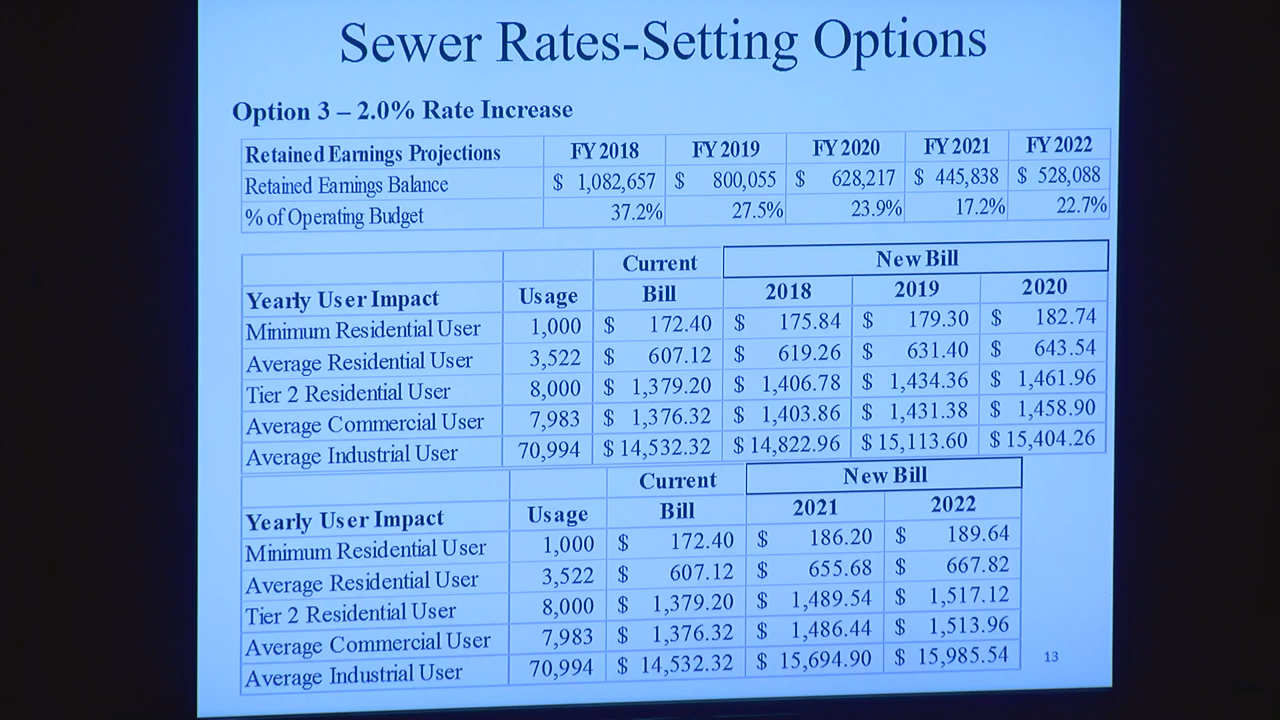 Sewer Rates-Setting Options
Option 3 – 2.0% Rate Increase
Retained Earnings Projections FY 2018 FY 2019 FY 2020 FY 2021 FY 2022
Retained Earnings Balance $ 1,082,657 $ 800,055 $ 628,217 $ 445,838 $ 528,088
% of Operating Budget 37.2% 27.5% 23.9% 17.2% 22.7%
Current New Bill
Yearly User Impact Usage Bill 2018 2019 2020
Minimum Residential User 1,000 $ 172.40 $ 175.84 $ 179.30 $ 182.74
Average Residential User 3,522 $ 607.12 $ 619.26 $ 631.40 $ 643.54
Tier 2 Residential User 8,000 $ 1,379.20 $ 1,406.78 $ 1,434.36 $ 1,461.96
Average Commercial User 7,983 $ 1,376.32 $ 1,403.86 $ 1,431.38 $ 1,458.90
Average Industrial User 70,994 $ 14,532.32 $ 14,822.96 $ 15,113.60 $ 15,404.26
Current New Bill
Yearly User Impact Usage Bill 2021 2022
Minimum Residential User 1,000 $ 172.40 $ 186.20 $ 189.64
Average Residential User 3,522 $ 607.12 $ 655.68 $ 667.82
Tier 2 Residential User 8,000 $ 1,379.20 $ 1,489.54 $ 1,517.12
Average Commercial User 7,983 $ 1,376.32 $ 1,486.44 $ 1,513.96
Average Industrial User 70,994 $ 14,532.32 $ 15,694.90 $ 15,985.54
13